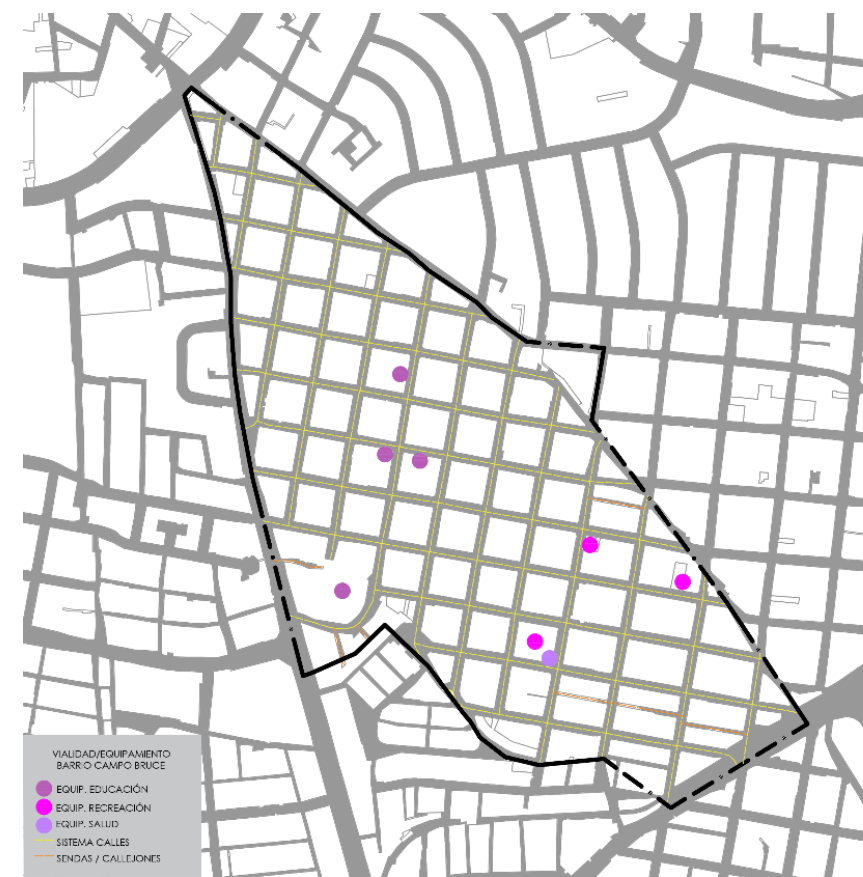 VIALIDAD/EQUIPAMIENTO
BARRIO CAMPO BRUCE
EQUIP. EDUCACIÓN
EQUIP. RECREACIÓN
EQUIP. SALUD
SISTEMA CALLES
SENDAS / CALLEJONES